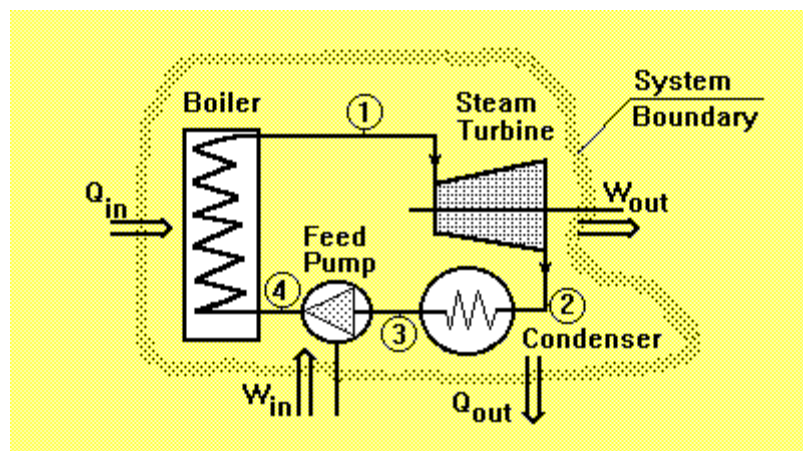 System
Boundary
Boiler
1
Steam
Turbine
Qin
Wout
Feed
Pump
4
3
2
Condenser
Win
Qout